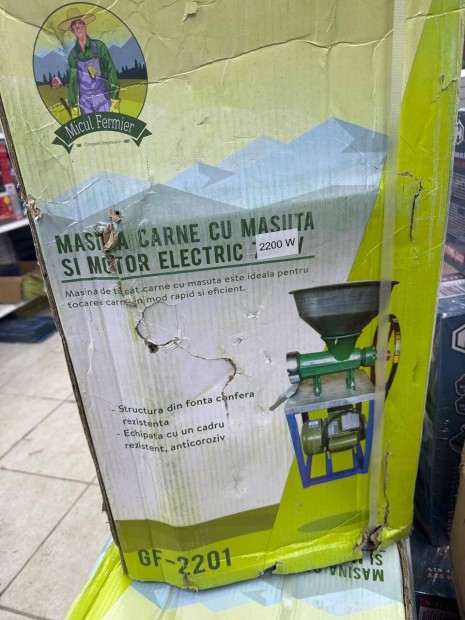 Micul Fermier
MASINA CARNE CU MASUTA
SI MOTOR ELECTRIC
2200 W
Masina de tocat carne cu masuta este ideala pentru
tocarea carnii in mod rapid si eficient.
- Structura din fonta confera
rezistenta
- Echipata cu un cadru
rezistent, anticoroziv
GF-2201
MASINA
SI